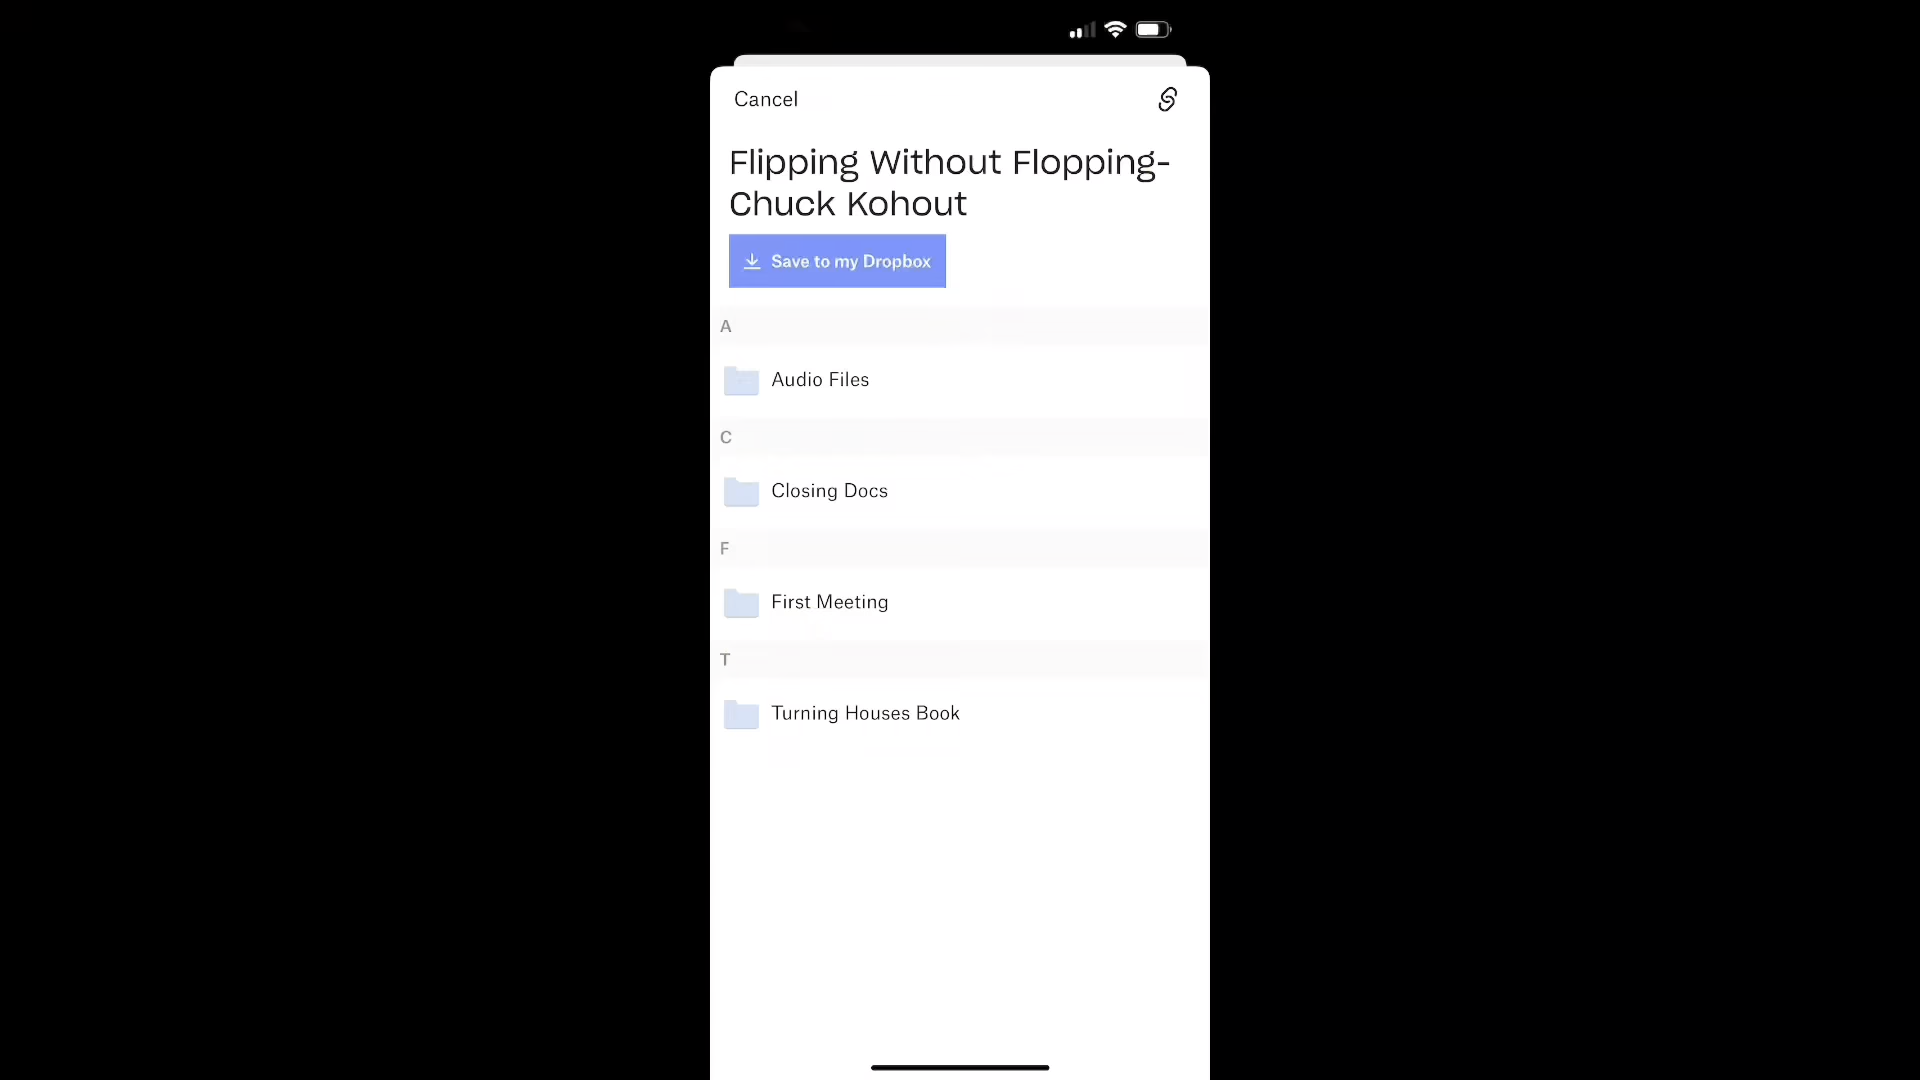 Cancel
Flipping Without Flopping-
Chuck Kohout
Save to my Dropbox
A
Audio Files
C
Closing Docs
F
First Meeting
T
Turning Houses Book